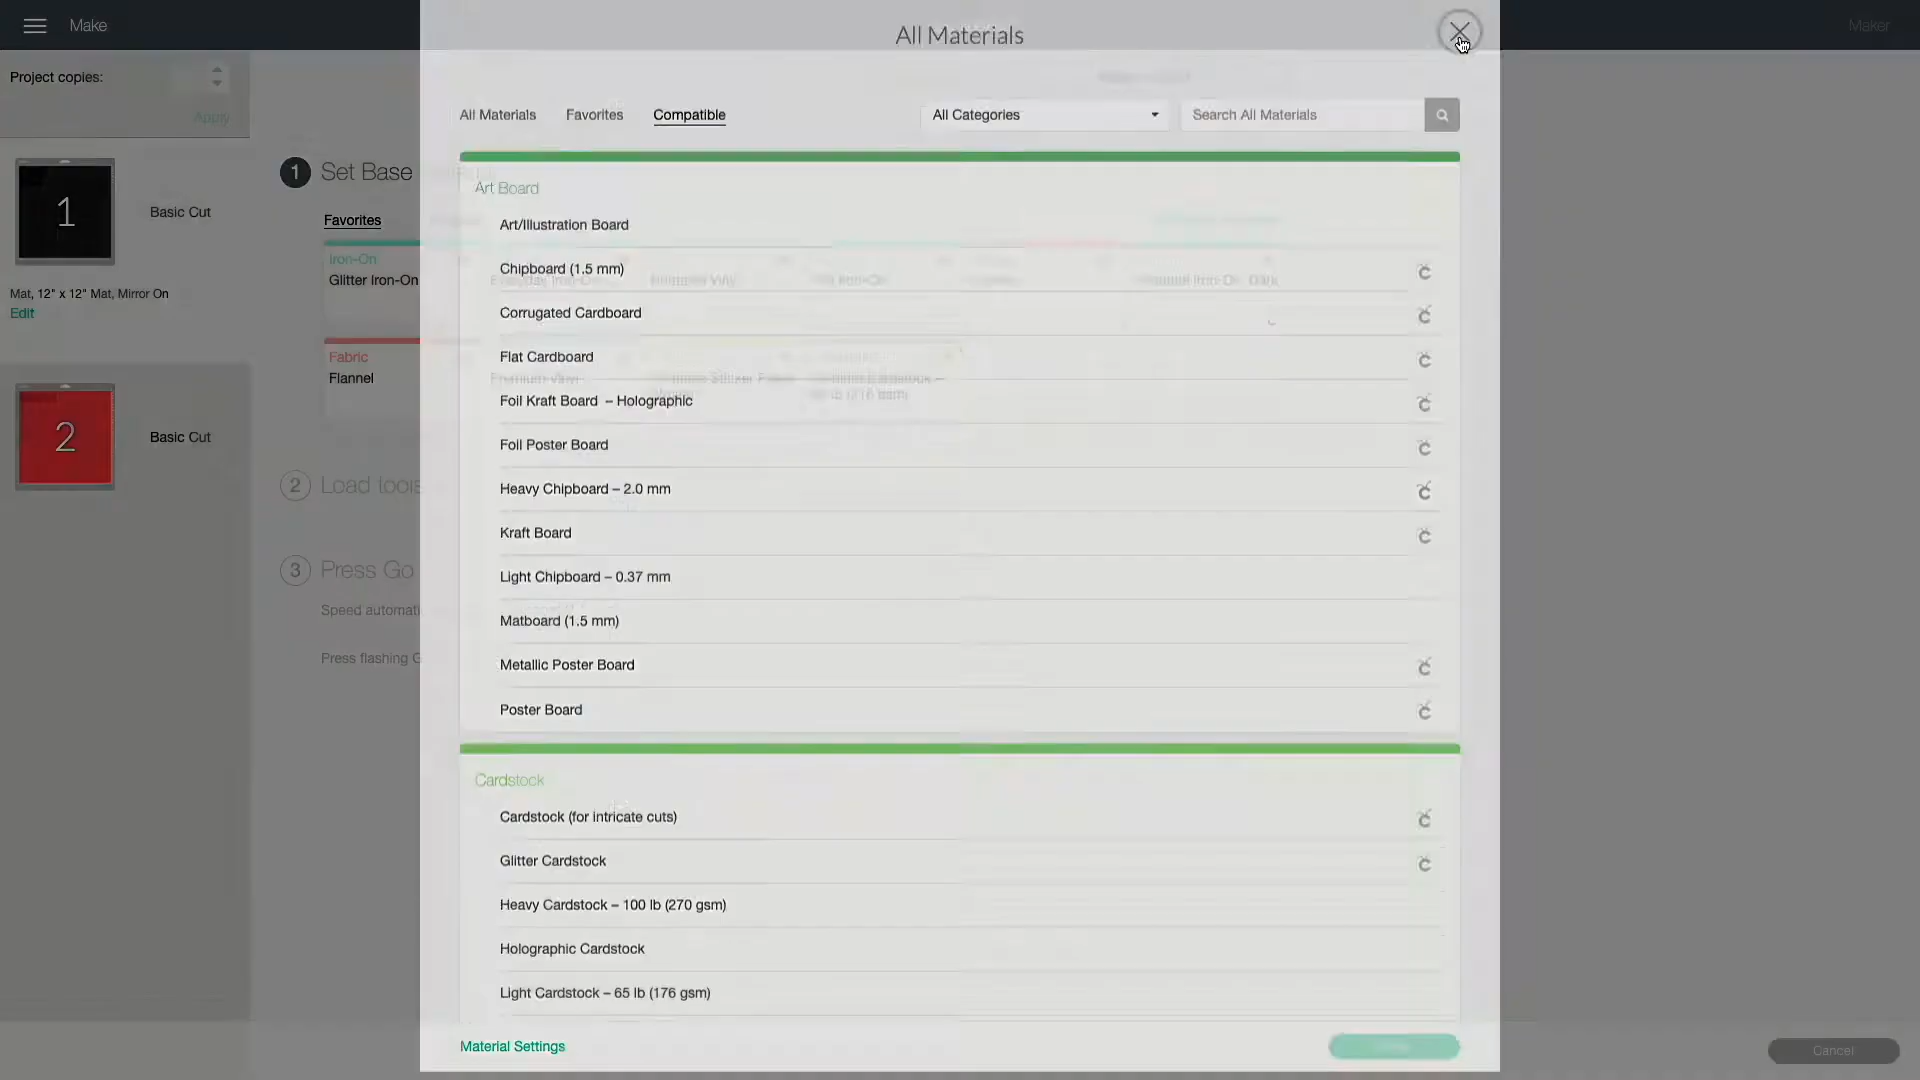 Make
All Materials
Maker
Project copies:
Apply
All Materials Favorites Compatible
All Categories
Search All Materials
1 Set Base
1
Basic Cut
Favorites
Iron-On
Glitter Iron-On
Mat, 12" x 12" Mat, Mirror On
Edit
Fabric
Flannel
2
Basic Cut
2 Load tools
3 Press Go
Speed automati
Press flashing G
Art Board
Art/Illustration Board
Chipboard (1.5 mm)
Corrugated Cardboard
Flat Cardboard
Foil Kraft Board – Holographic
Foil Poster Board
Heavy Chipboard – 2.0 mm
Kraft Board
Light Chipboard – 0.37 mm
Matboard (1.5 mm)
Metallic Poster Board
Poster Board
Cardstock
Cardstock (for intricate cuts)
Glitter Cardstock
Heavy Cardstock – 100 lb (270 gsm)
Holographic Cardstock
Light Cardstock – 65 lb (176 gsm)
Material Settings
Cancel